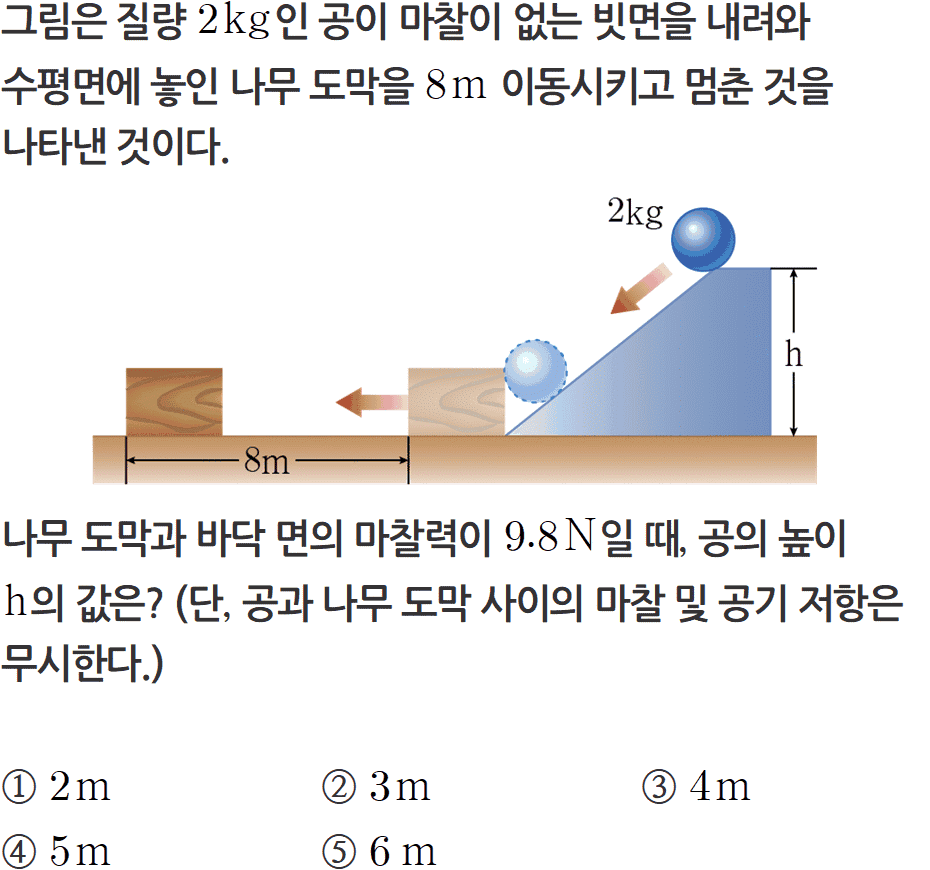 그림은 질량 2kg인 공이 마찰이 없는 빗면을 내려와
수평면에 놓인 나무 도막을 8m 이동시키고 멈춘 것을
나타낸 것이다.
2kg
h
8m
나무 도막과 바닥 면의 마찰력이 9.8N일 때, 공의 높이
h의 값은? (단, 공과 나무 도막 사이의 마찰 및 공기 저항은
무시한다.)
① 2m ② 3m ③ 4m
④ 5m ⑤ 6 m